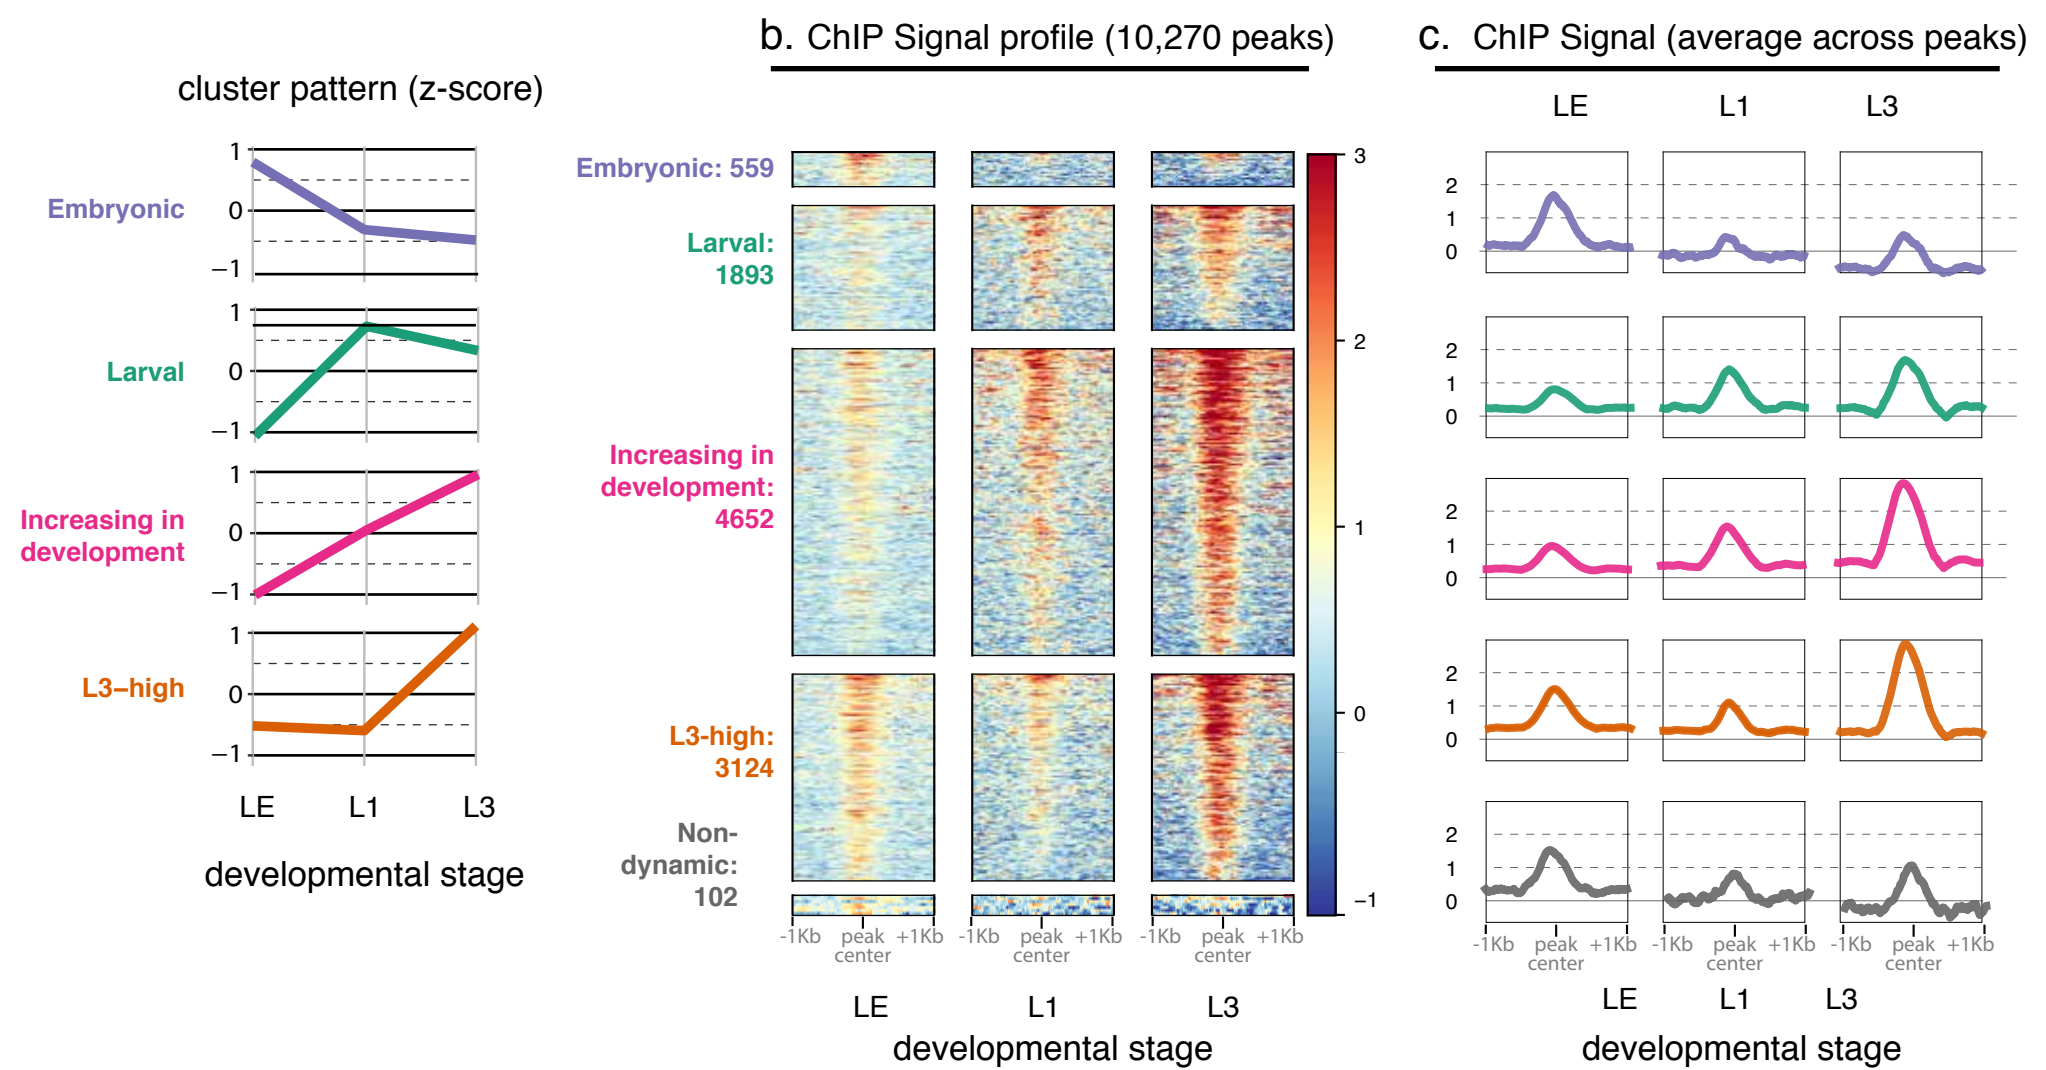 cluster pattern (z-score)
Embryonic
1
0
−1
Larval
1
0
−1
Increasing in
development
1
0
−1
L3−high
1
0
−1
LE L1 L3
developmental stage
b. ChIP Signal profile (10,270 peaks)
Embryonic: 559
Larval:
1893
Increasing in
development:
4652
L3-high:
3124
Non-
dynamic:
102
3
2
1
0
−1
-1Kb peak +1Kb -1Kb peak +1Kb -1Kb peak +1Kb
center center center
LE L1 L3
developmental stage
c. ChIP Signal (average across peaks)
LE L1 L3
2
1
0
2
1
0
2
1
0
2
1
0
2
1
0
-1Kb peak +1Kb -1Kb peak +1Kb -1Kb peak +1Kb
center center center
LE L1 L3
developmental stage